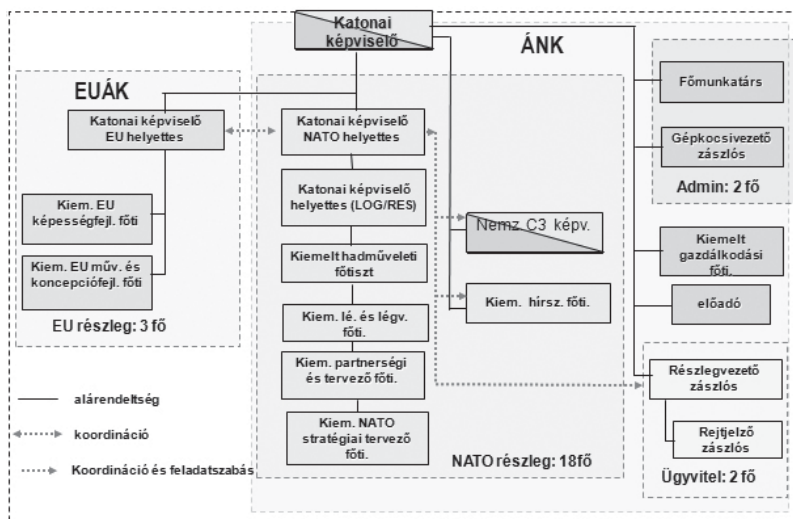 Katonai
képviselő
ÁNK
EUÁK
Katonai képviselő
EU helyettes
Kiem. EU
képességfejl. főti
Kiem. EU műv. és
koncepciófejl. főti
EU részleg: 3 fő
Katonai képviselő
NATO helyettes
Katonai képviselő
helyettes (LOG/RES)
Kiemelt hadműveleti
főtiszt
Kiem. lé. és légv.
főti.
Kiem. partnerségi
és tervező főti.
Kiem. NATO
stratégiai tervező
főti.
Nemz C3 képv.
Kiem. hírsz. főti.
NATO részleg: 18fő
Főmunkatárs
Gépkocsivezető
zászlós
Admin: 2 fő
Kiemelt
gazdálkodási
főti.
előadó
Részlegvezető
zászlós
Rejtjelző
zászlós
Ügyvitel: 2 fő
alárendeltség
koordináció
Koordináció és feladatszabás